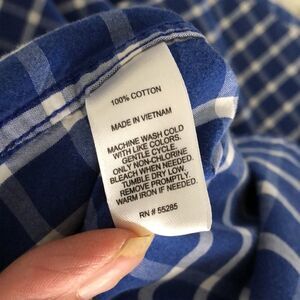 100% COTTON
MADE IN VIETNAM
MACHINE WASH COLD
WITH LIKE COLORS.
GENTLE CYCLE.
ONLY NON-CHLORINE
BLEACH WHEN NEEDED.
TUMBLE DRY LOW.
REMOVE PROMPTLY.
WARM IRON IF NEEDED.
RN # 55285